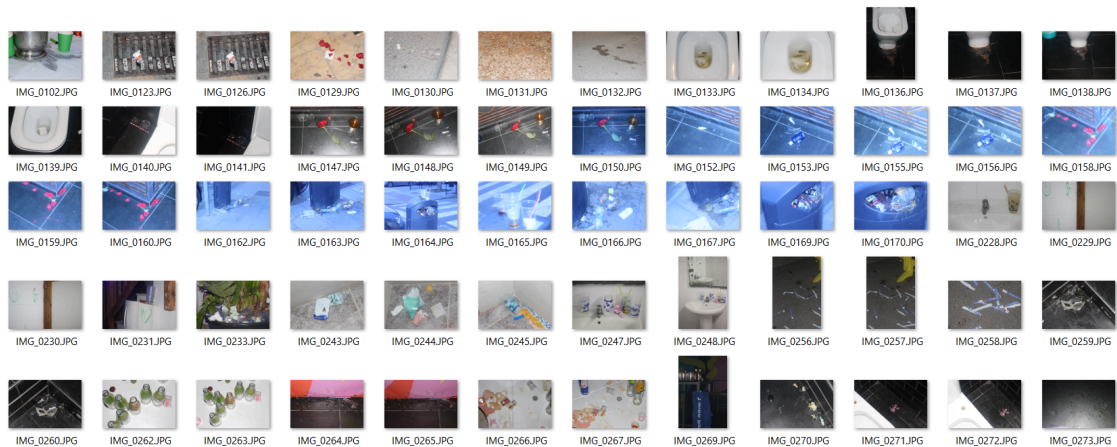 IMG_0102.JPG IMG_0123.JPG IMG_0126.JPG IMG_0129.JPG IMG_0130.JPG IMG_0131.JPG IMG_0132.JPG IMG_0133.JPG IMG_0134.JPG IMG_0136.JPG IMG_0137.JPG IMG_0138.JPG
IMG_0139.JPG IMG_0140.JPG IMG_0141.JPG IMG_0147.JPG IMG_0148.JPG IMG_0149.JPG IMG_0150.JPG IMG_0152.JPG IMG_0153.JPG IMG_0155.JPG IMG_0156.JPG IMG_0158.JPG
IMG_0159.JPG IMG_0160.JPG IMG_0162.JPG IMG_0163.JPG IMG_0164.JPG IMG_0165.JPG IMG_0166.JPG IMG_0167.JPG IMG_0169.JPG IMG_0170.JPG IMG_0228.JPG IMG_0229.JPG
IMG_0230.JPG IMG_0231.JPG IMG_0233.JPG IMG_0243.JPG IMG_0244.JPG IMG_0245.JPG IMG_0247.JPG IMG_0248.JPG IMG_0256.JPG IMG_0257.JPG IMG_0258.JPG IMG_0259.JPG
IMG_0260.JPG IMG_0262.JPG IMG_0263.JPG IMG_0264.JPG IMG_0265.JPG IMG_0266.JPG IMG_0267.JPG IMG_0269.JPG IMG_0270.JPG IMG_0271.JPG IMG_0272.JPG IMG_0273.JPG